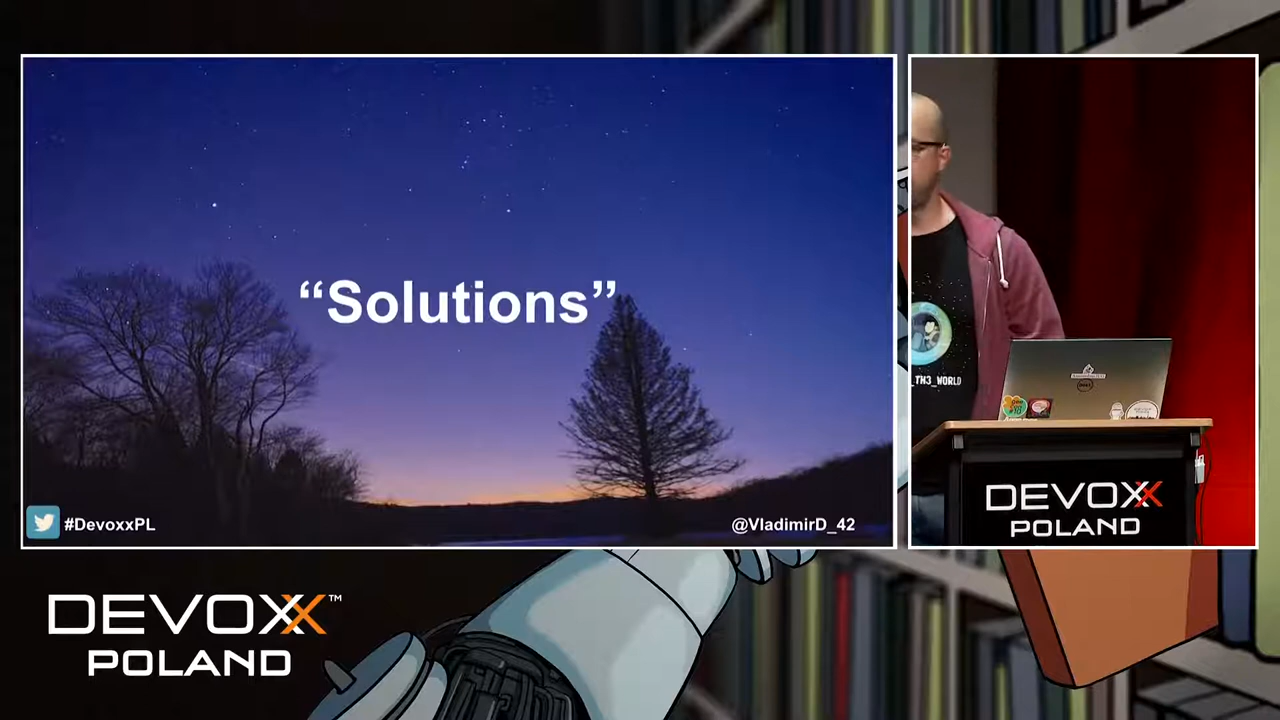 “Solutions”
#DevoxxPL
@VladimirD_42
_TH3_WORLD
DEVOXX
POLAND
DEVOXX™
POLAND